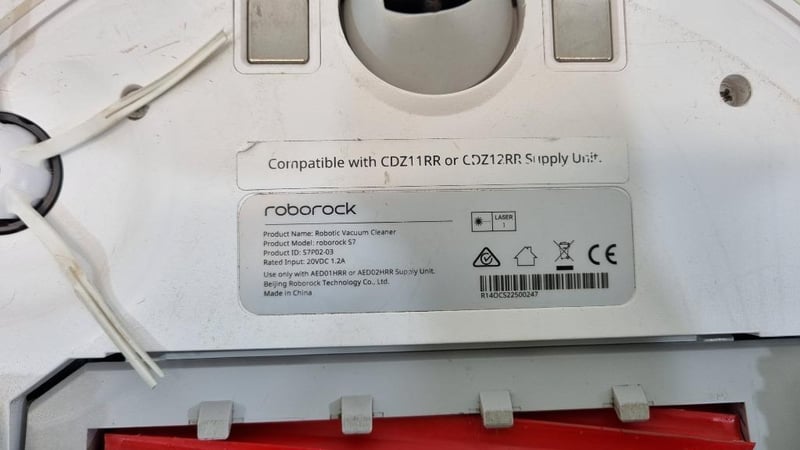 Compatible with CDZ11RR or CDZ12RR Supply Unit.
roborock
Product Name: Robotic Vacuum Cleaner
Product Model: roborock S7
Product ID: S7P02-03
Rated Input: 20VDC 1.2A
Use only with AED01HRR or AED02HRR Supply Unit.
Beijing Roborock Technology Co., Ltd.
Made in China
LASER
1
CE
R14OCS22500247